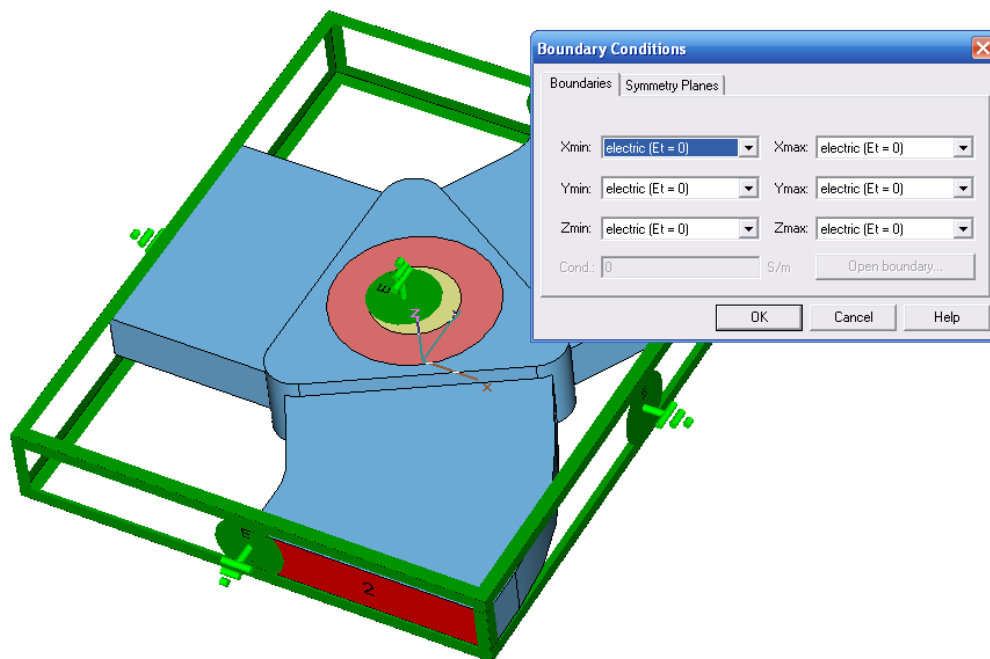 Boundary Conditions
Boundaries Symmetry Planes
Xmin: electric (Et = 0) Xmax: electric (Et = 0)
Ymin: electric (Et = 0) Ymax: electric (Et = 0)
Zmin: electric (Et = 0) Zmax: electric (Et = 0)
Cond.: 0 S/m Open boundary...
OK Cancel Help
E
Z
x
E
2